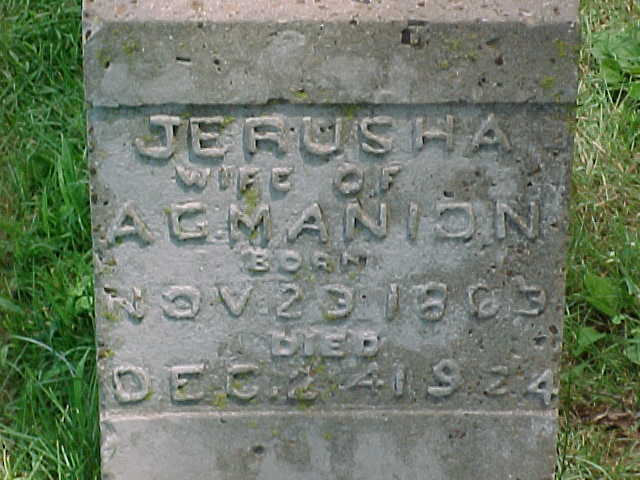 JERUSHA
WIFE OF
A G MANION
BORN
NOV. 23 1863
DIED
DEC. 24 1924